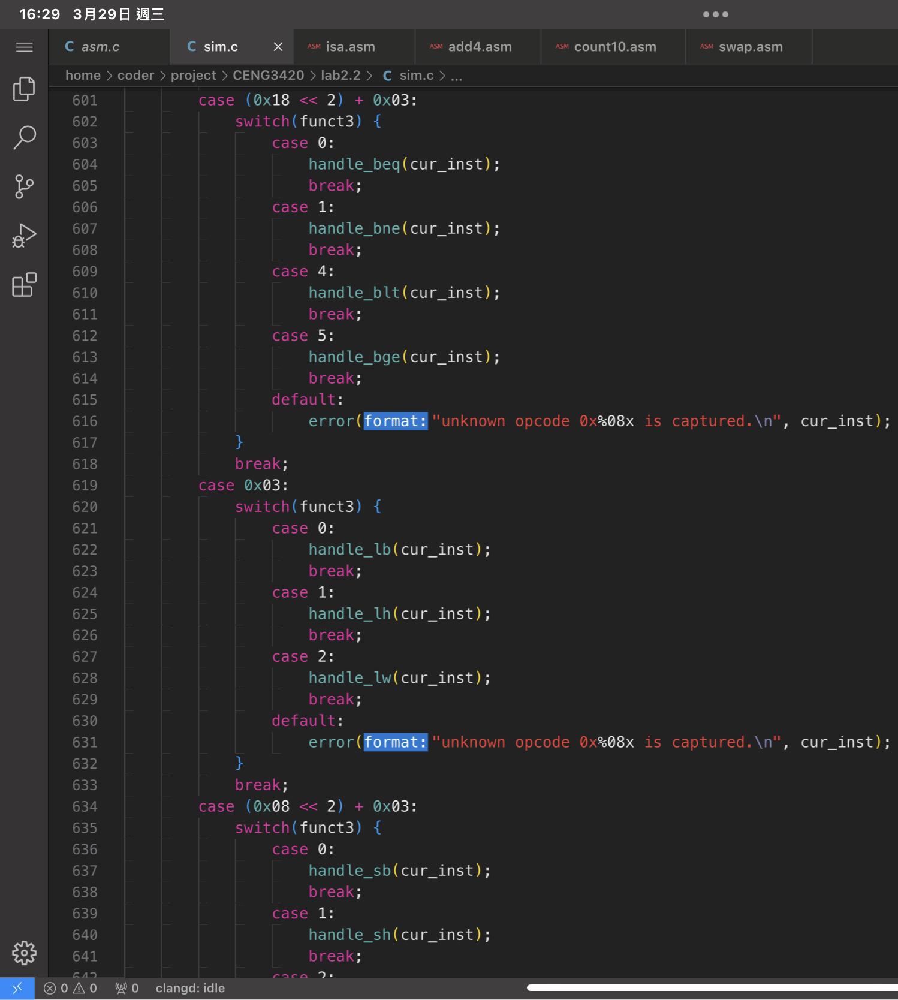 16:29 3月29日 週三
C asm.c C sim.c × ASM isa.asm ASM add4.asm ASM count10.asm ASM swap.asm
home > coder > project > CENG3420 > lab2.2 > C sim.c > ...
601 case (0x18 << 2) + 0x03:
602 switch(funct3) {
603 case 0:
604 handle_beq(cur_inst);
605 break;
606 case 1:
607 handle_bne(cur_inst);
608 break;
609 case 4:
610 handle_blt(cur_inst);
611 break;
612 case 5:
613 handle_bge(cur_inst);
614 break;
615 default:
616 error(format: "unknown opcode 0x%08x is captured.\n", cur_inst);
617 }
618 break;
619 case 0x03:
620 switch(funct3) {
621 case 0:
622 handle_lb(cur_inst);
623 break;
624 case 1:
625 handle_lh(cur_inst);
626 break;
627 case 2:
628 handle_lw(cur_inst);
629 break;
630 default:
631 error(format: "unknown opcode 0x%08x is captured.\n", cur_inst);
632 }
633 break;
634 case (0x08 << 2) + 0x03:
635 switch(funct3) {
636 case 0:
637 handle_sb(cur_inst);
638 break;
639 case 1:
640 handle_sh(cur_inst);
641 break;
642 case 2:
0 0 0 clangd: idle